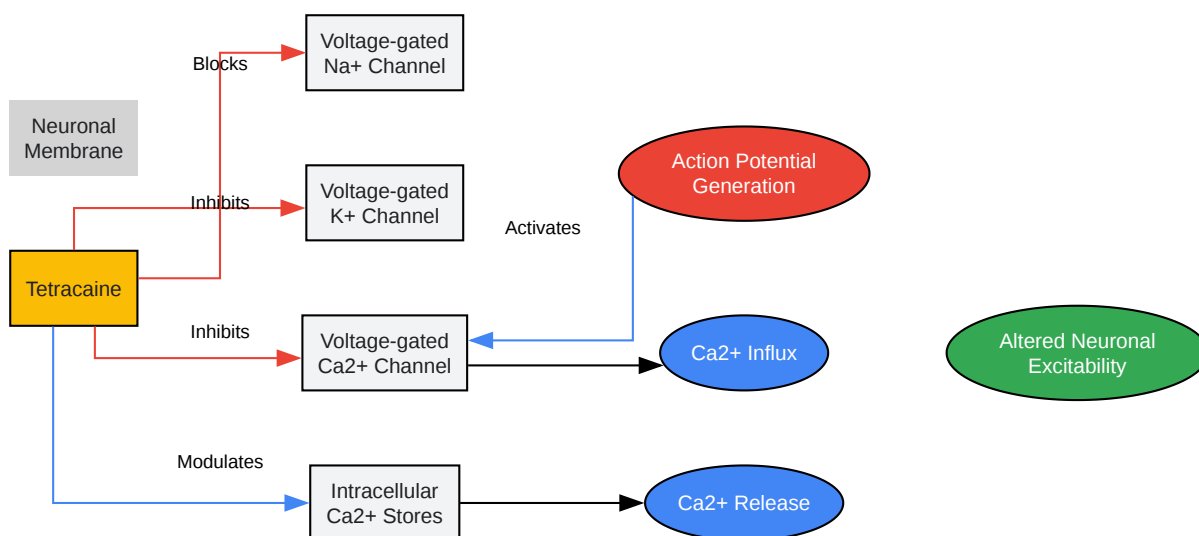 Voltage-gated
Na+ Channel
Blocks
Neuronal
Membrane
Action Potential
Generation
Voltage-gated
K+ Channel
Inhibits
Activates
Tetracaine
Inhibits
Voltage-gated
Ca2+ Channel
Ca2+ Influx
Altered Neuronal
Excitability
Modulates
Intracellular
Ca2+ Stores
Ca2+ Release